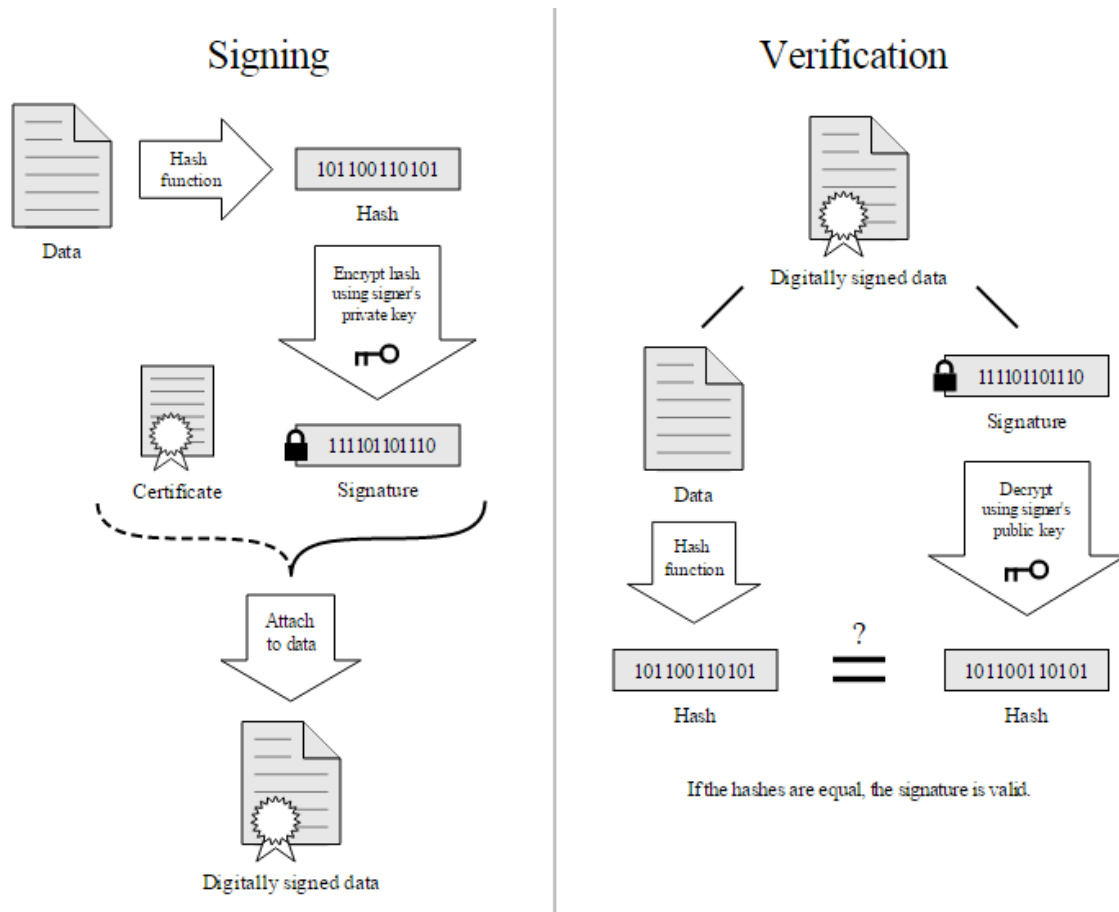 Signing
Hash
function
101100110101
Hash
Data
Encrypt hash
using signer's
private key
111101101110
Certificate
Signature
Attach
to data
Digitally signed data
Verification
Digitally signed data
111101101110
Signature
Data
Decrypt
using signer's
public key
Hash
function
?
101100110101
101100110101
Hash
Hash
If the hashes are equal, the signature is valid.